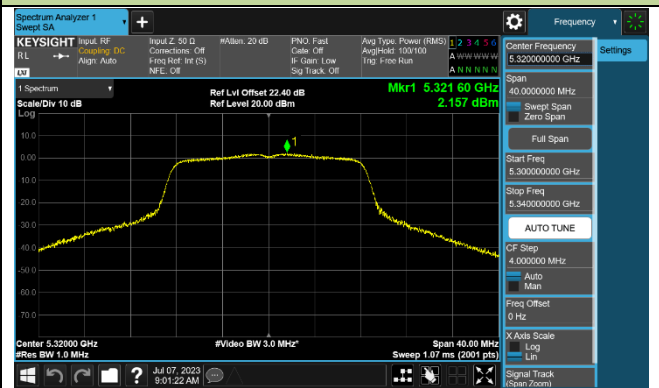 Spectrum Analyzer 1
Swept SA
+
Frequency
KEYSIGHT
RL
LXI
Input: RF
Coupling: DC
Align: Auto
Input Z: 50 Ω
Corrections: Off
Freq Ref: Int (S)
NFE: Off
#Atten: 20 dB
PNO: Fast
Gate: Off
IF Gain: Low
Sig Track: Off
Avg Type: Power (RMS)
Avg|Hold: 100/100
Trig: Free Run
1 2 3 4 5 6
A W W W W W
A N N N N N
1 Spectrum
Scale/Div 10 dB
Log
Ref Lvl Offset 22.40 dB
Ref Level 20.00 dBm
Mkr1 5.321 60 GHz
2.157 dBm
1
10.0
0.00
-10.0
-20.0
-30.0
-40.0
-50.0
-60.0
-70.0
Center 5.32000 GHz
#Res BW 1.0 MHz
#Video BW 3.0 MHz*
Span 40.00 MHz
Sweep 1.07 ms (2001 pts)
Center Frequency
5.320000000 GHz
Span
40.0000000 MHz
Swept Span
Zero Span
Full Span
Start Freq
5.300000000 GHz
Stop Freq
5.340000000 GHz
AUTO TUNE
CF Step
4.000000 MHz
Auto
Man
Freq Offset
0 Hz
X Axis Scale
Log
Lin
Signal Track
(Span Zoom)
Settings
?
Jul 07, 2023
9:01:22 AM